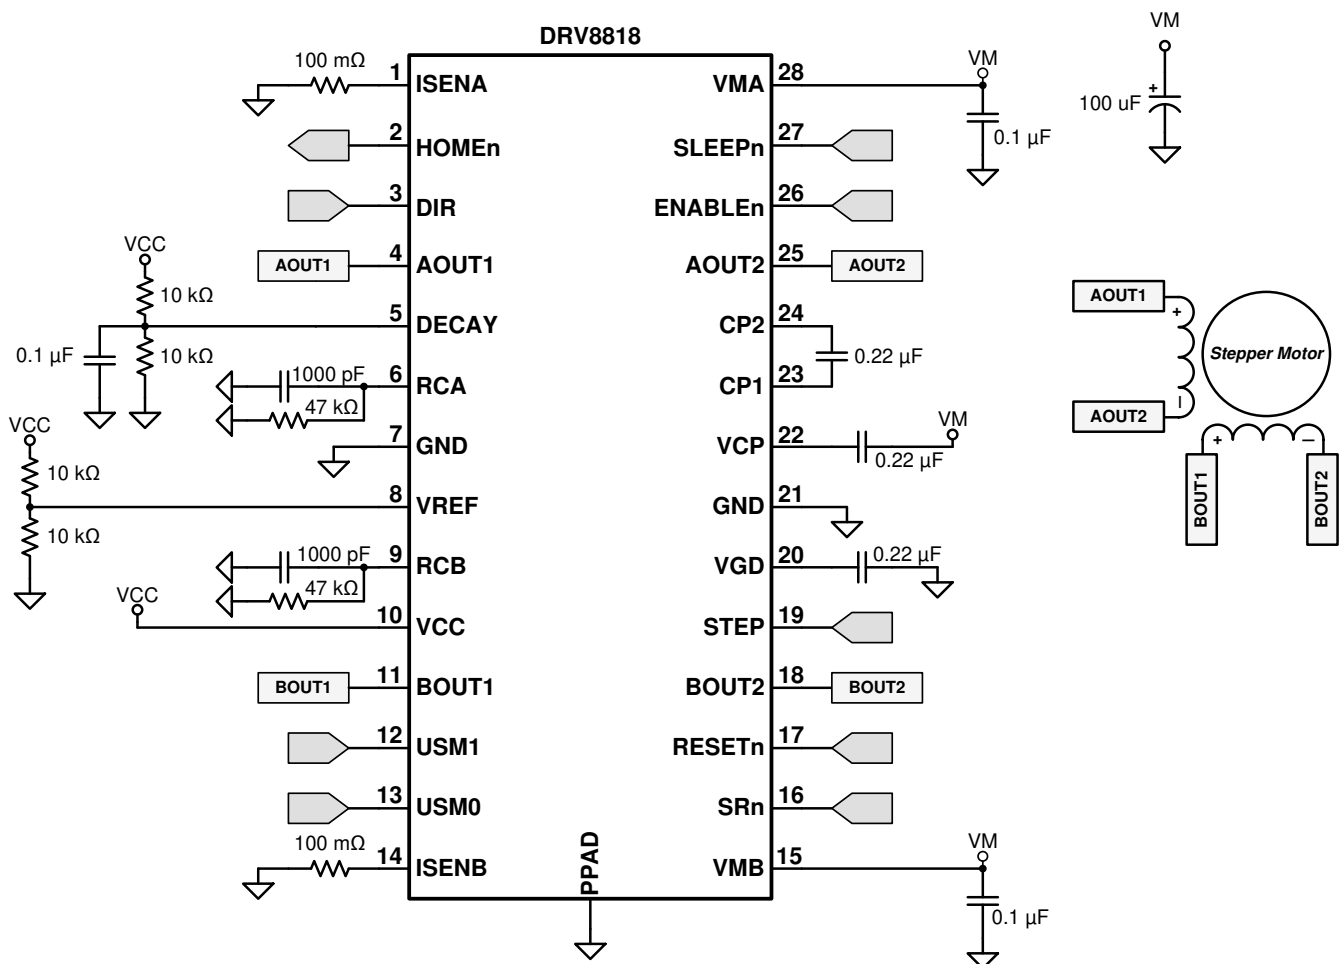 DRV8818
100 mΩ
1 ISENA
2 HOMEn
3 DIR
AOUT1 4 AOUT1
VCC
10 kΩ
5 DECAY
0.1 µF
10 kΩ
1000 pF
6 RCA
47 kΩ
7 GND
VCC
10 kΩ
8 VREF
10 kΩ
1000 pF
9 RCB
47 kΩ
VCC
10 VCC
BOUT1 11 BOUT1
12 USM1
13 USM0
100 mΩ
14 ISENB
PPAD
VMA 28
VM
0.1 µF
SLEEPn 27
ENABLEn 26
AOUT2 25 AOUT2
CP2 24
0.22 µF
CP1 23
VCP 22
VM
0.22 µF
GND 21
VGD 20
0.22 µF
STEP 19
BOUT2 18 BOUT2
RESETn 17
SRn 16
VMB 15
VM
0.1 µF
VM
+
100 uF
AOUT1
+
Stepper Motor
AOUT2
–
+ –
BOUT1
BOUT2